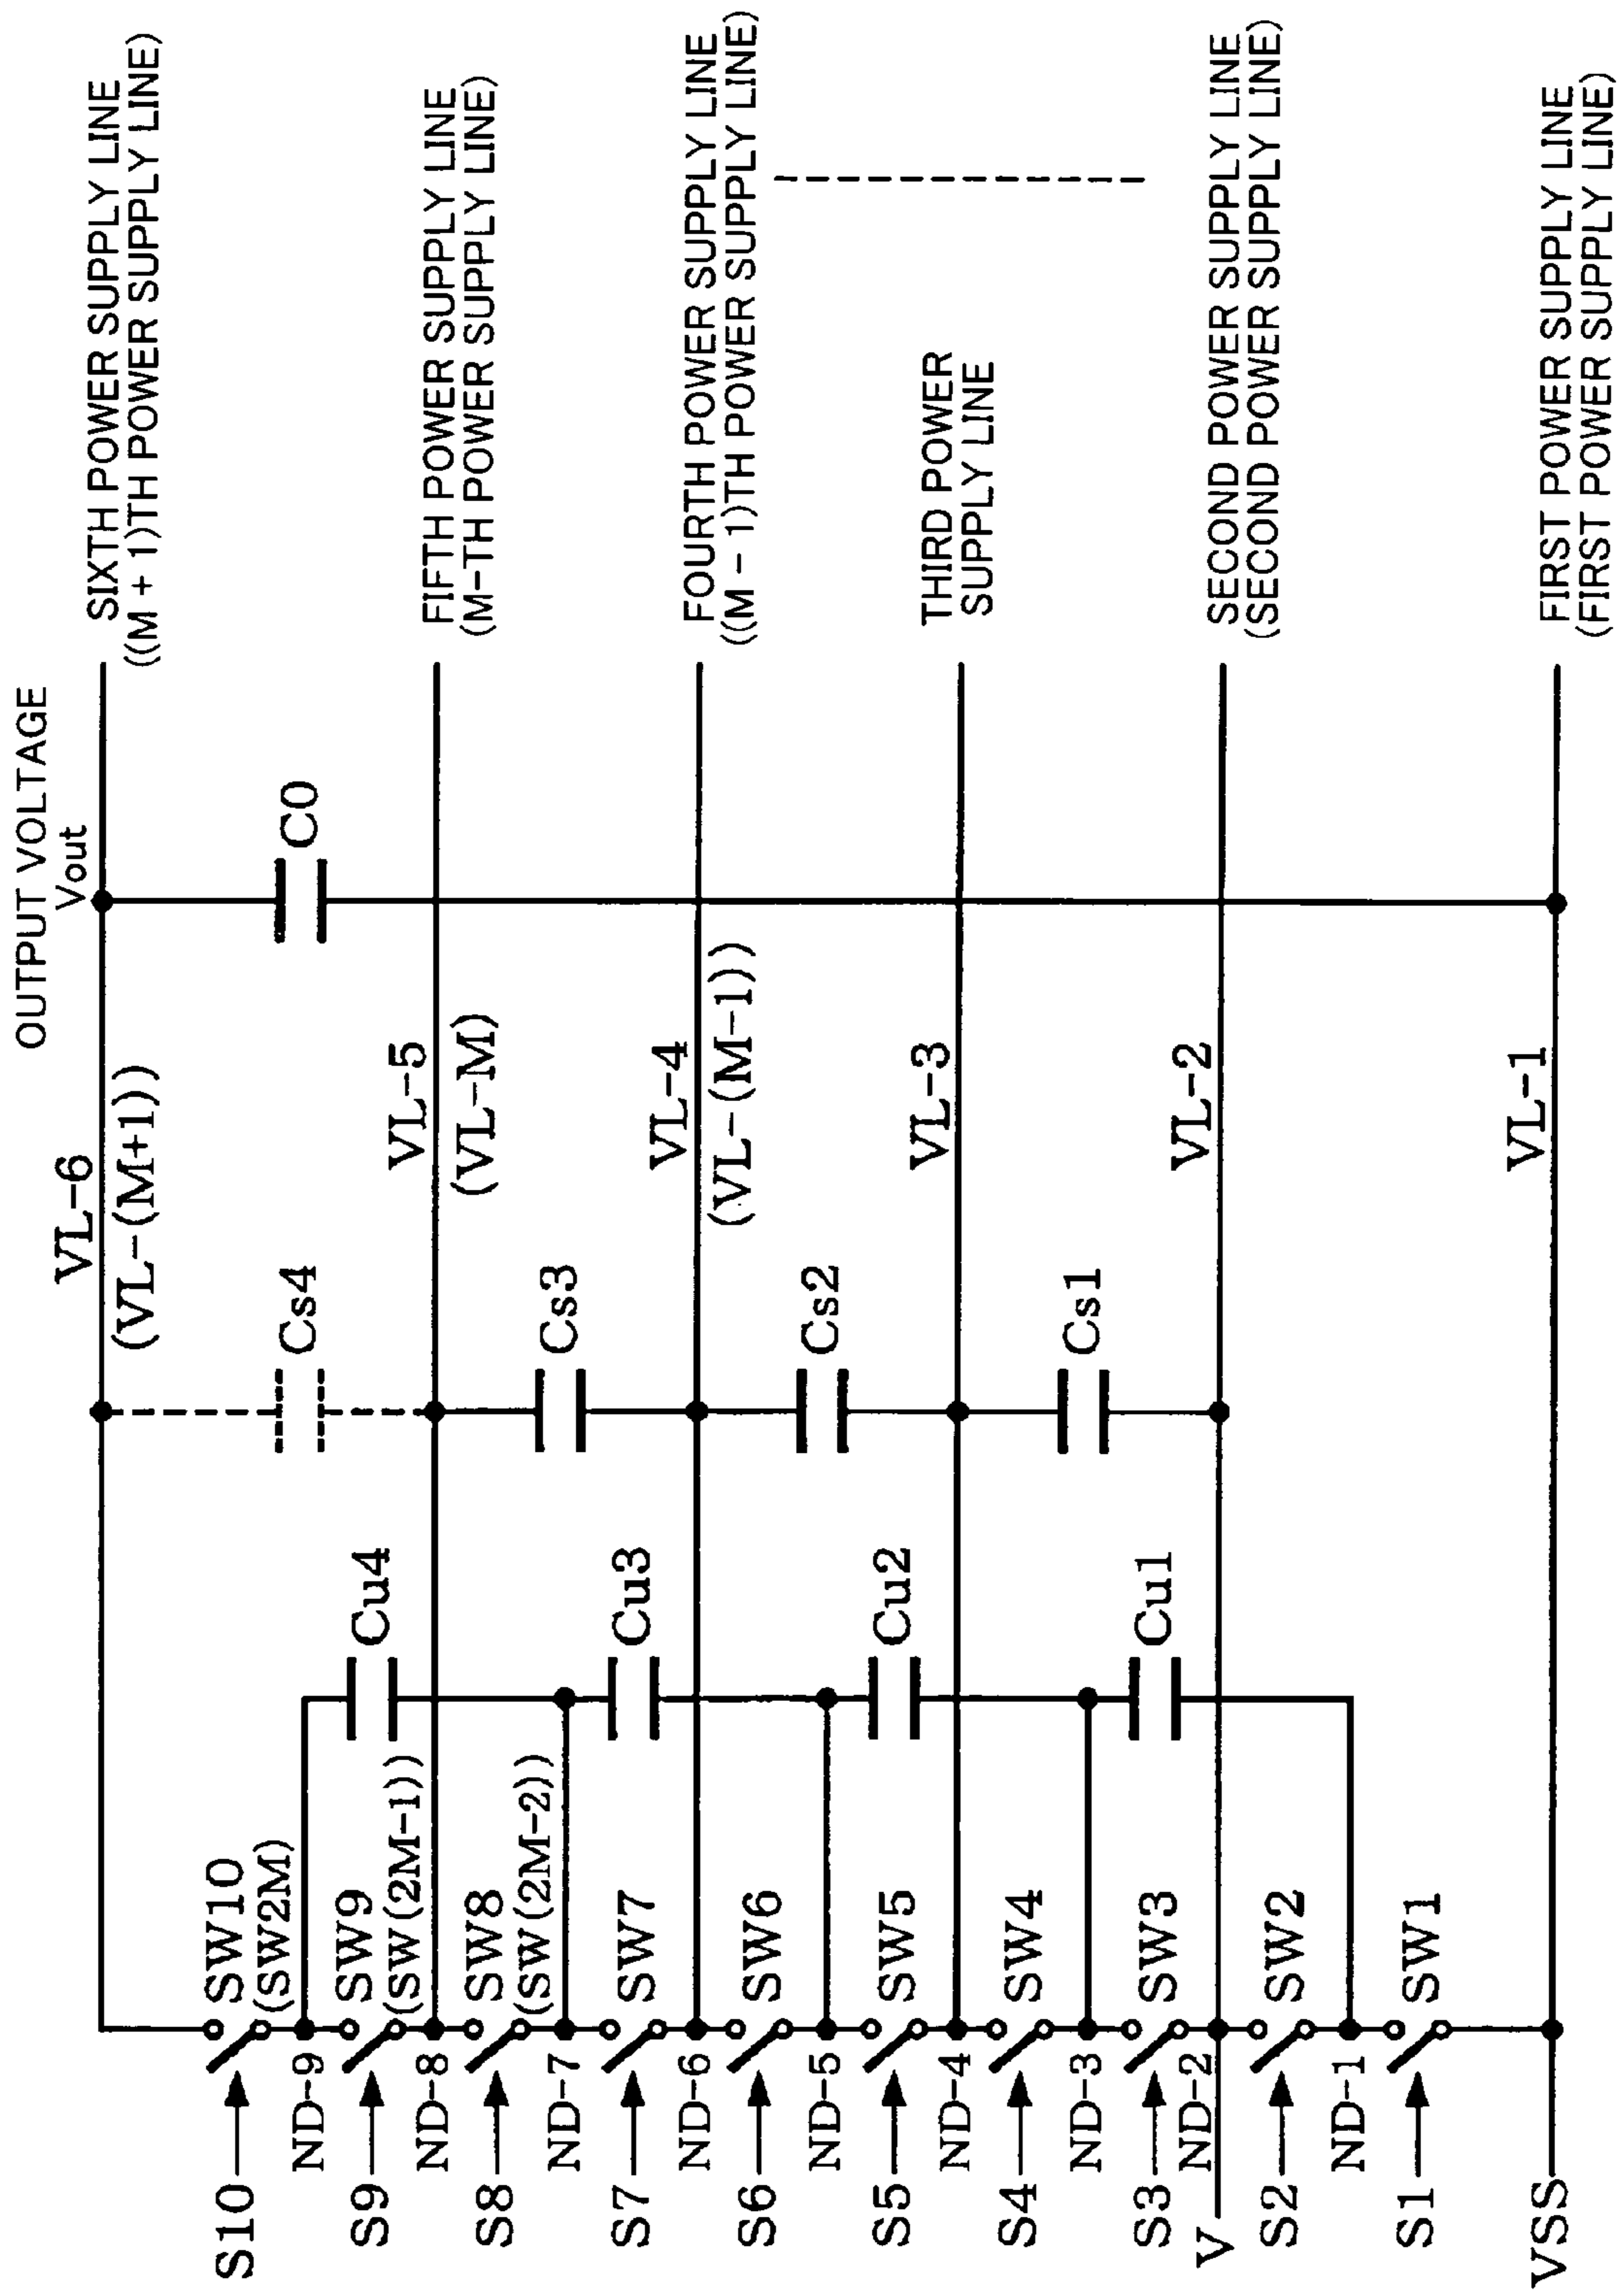 OUTPUT VOLTAGE
Vout
SIXTH POWER SUPPLY LINE
((M + 1)TH POWER SUPPLY LINE)
VL-6
(VL-(M+1))
C0
Cs4
S10
SW10
(SW2M)
ND-9
Cu4
S9
SW9
(SW(2M-1))
ND-8
VL-5
(VL-M)
FIFTH POWER SUPPLY LINE
(M-TH POWER SUPPLY LINE)
S8
SW8
(SW(2M-2))
ND-7
Cs3
Cu3
S7
SW7
ND-6
VL-4
(VL-(M-1))
FOURTH POWER SUPPLY LINE
((M - 1)TH POWER SUPPLY LINE)
S6
SW6
ND-5
Cs2
Cu2
S5
SW5
ND-4
VL-3
THIRD POWER
SUPPLY LINE
S4
SW4
ND-3
Cs1
Cu1
S3
SW3
ND-2
V
VL-2
SECOND POWER SUPPLY LINE
(SECOND POWER SUPPLY LINE)
S2
SW2
ND-1
S1
SW1
VSS
VL-1
FIRST POWER SUPPLY LINE
(FIRST POWER SUPPLY LINE)